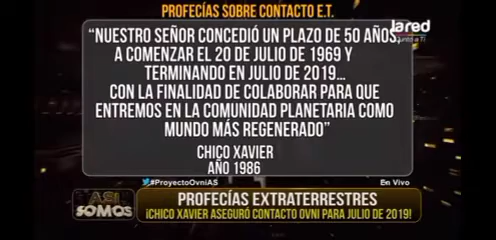 PROFECÍAS SOBRE CONTACTO E.T.
lared
"NUESTRO SEÑOR CONCEDIÓ UN PLAZO DE 50 AÑOS,
A COMENZAR EL 20 DE JULIO DE 1969 Y
TERMINANDO EN JULIO DE 2019...
CON LA FINALIDAD DE COLABORAR PARA QUE
ENTREMOS EN LA COMUNIDAD PLANETARIA COMO
MUNDO MÁS REGENERADO"
CHICO XAVIER
AÑO 1986
#ProyectoOvniAS
En Vivo
ASI
SOMOS
PROFECÍAS EXTRATERRESTRES
¡CHICO XAVIER ASEGURÓ CONTACTO OVNI PARA JULIO DE 2019!